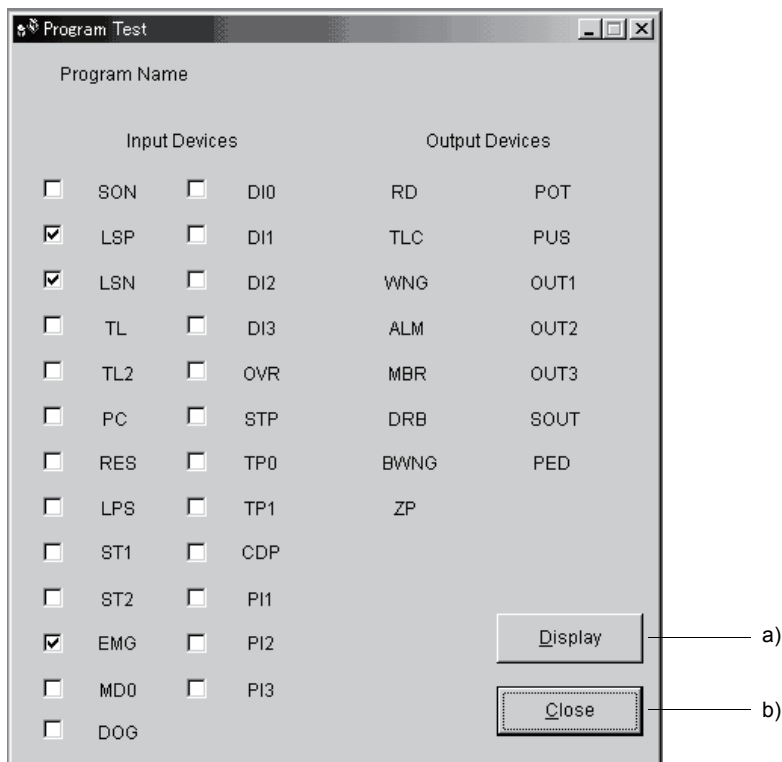 Program Test
Program Name
Input Devices Output Devices
SON DI0 RD POT
LSP DI1 TLC PUS
LSN DI2 WNG OUT1
TL DI3 ALM OUT2
TL2 OVR MBR OUT3
PC STP DRB SOUT
RES TP0 BWNG PED
LPS TP1 ZP
ST1 CDP
ST2 PI1
EMG PI2 Display a)
MD0 PI3
Close b)
DOG